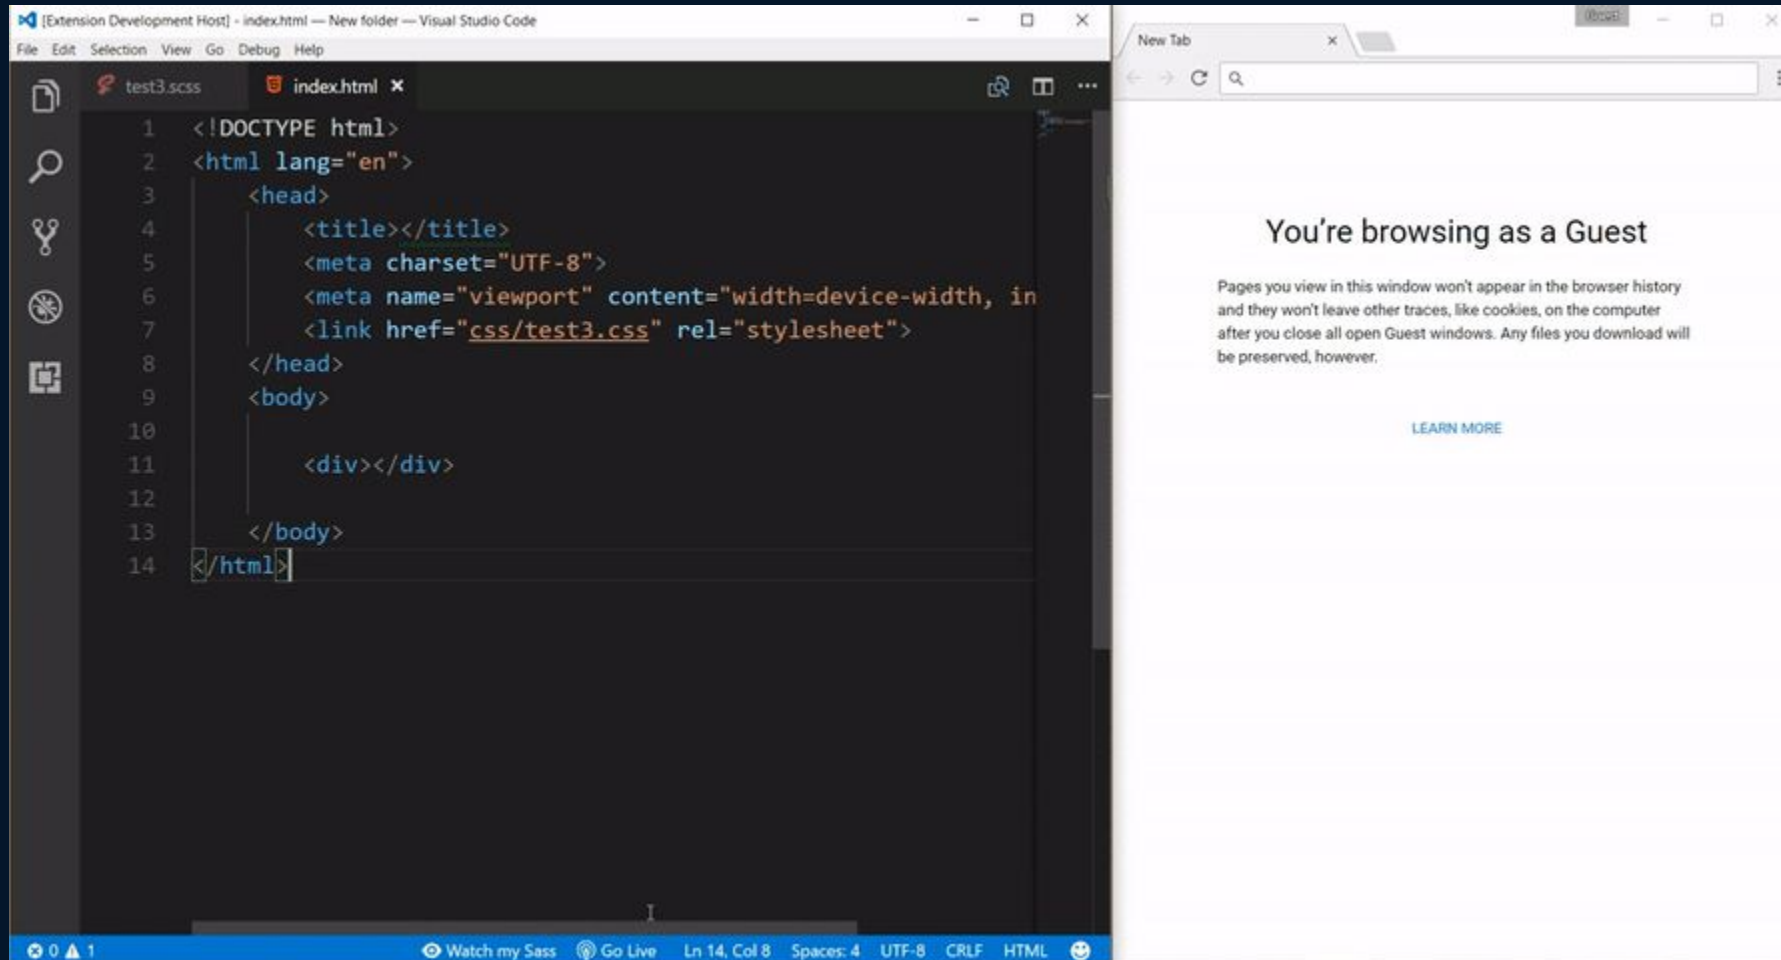 [Extension Development Host] - index.html — New folder — Visual Studio Code
File Edit Selection View Go Debug Help
test3.scss index.html
1 <!DOCTYPE html>
2 <html lang="en">
3 <head>
4 <title></title>
5 <meta charset="UTF-8">
6 <meta name="viewport" content="width=device-width, in
7 <link href="css/test3.css" rel="stylesheet">
8 </head>
9 <body>
10
11 <div></div>
12
13 </body>
14 </html>
0 1 Watch my Sass Go Live Ln 14, Col 8 Spaces: 4 UTF-8 CRLF HTML
Guest
New Tab
You're browsing as a Guest
Pages you view in this window won't appear in the browser history
and they won't leave other traces, like cookies, on the computer
after you close all open Guest windows. Any files you download will
be preserved, however.
LEARN MORE